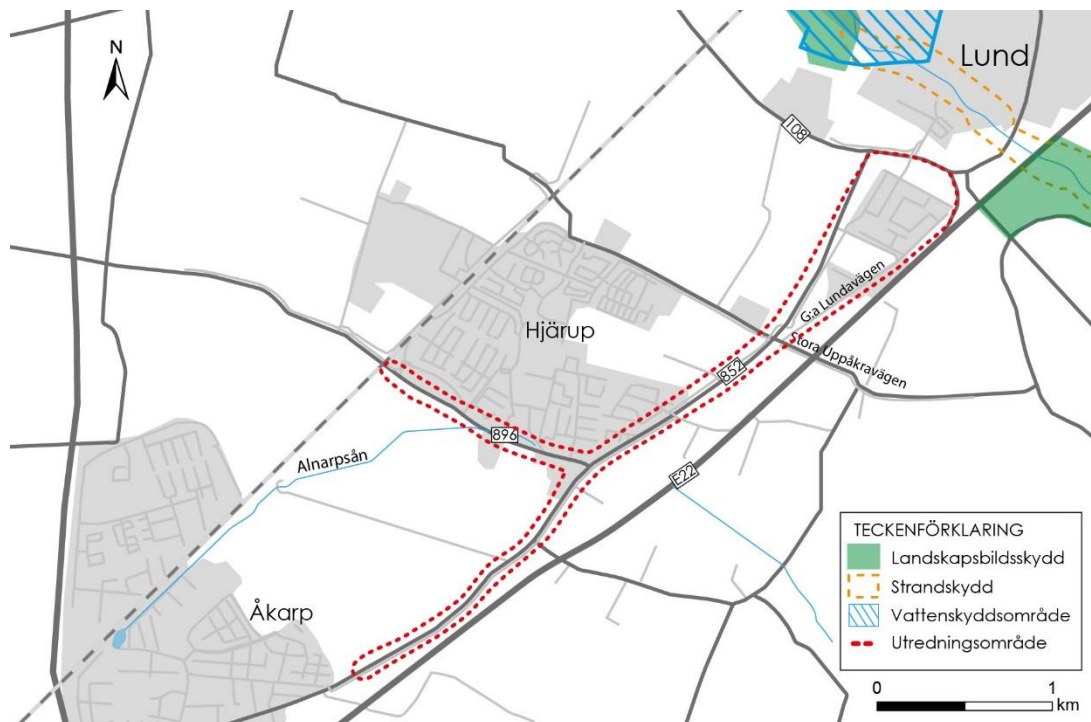 N
Lund
108
G:a Lundavägen
Stora Uppåkravägen
Hjärup
852
896
Alnarpsån
E22
Åkarp
TECKENFÖRKLARING
Landskapsbildsskydd
Strandskydd
Vattenskyddsområde
Utredningsområde
0 1
km